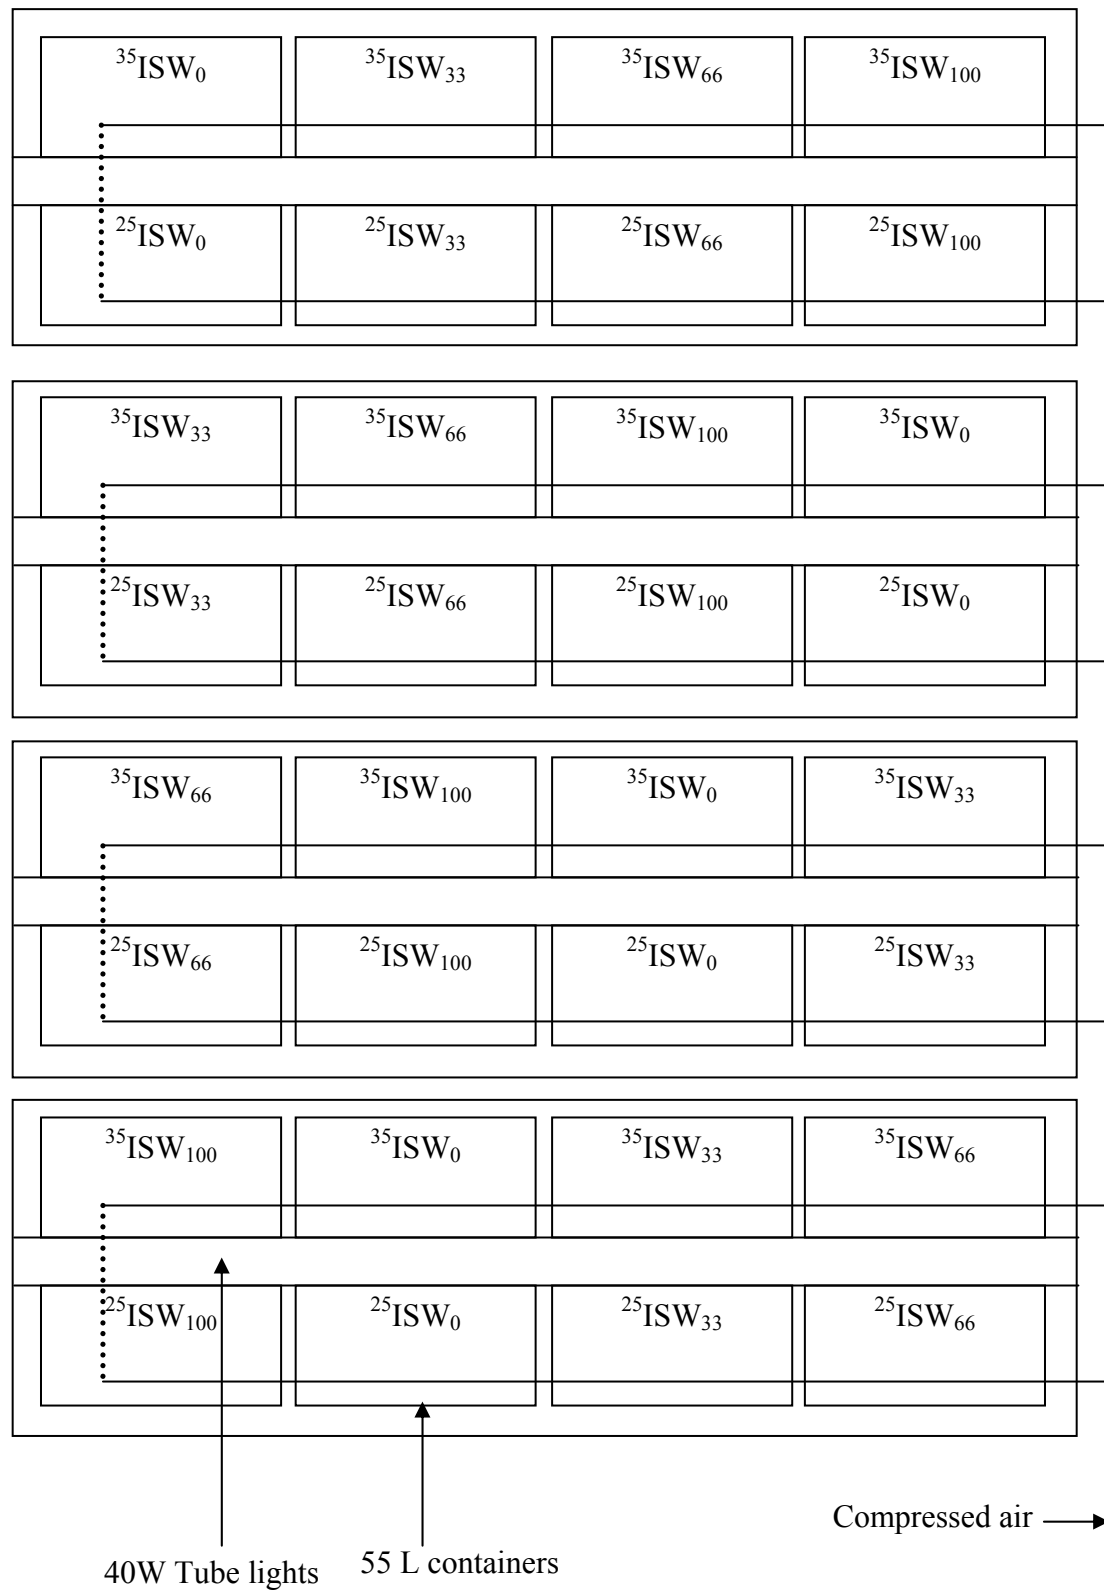 ³⁵ISW₀ ³⁵ISW₃₃ ³⁵ISW₆₆ ³⁵ISW₁₀₀
²⁵ISW₀ ²⁵ISW₃₃ ²⁵ISW₆₆ ²⁵ISW₁₀₀
³⁵ISW₃₃ ³⁵ISW₆₆ ³⁵ISW₁₀₀ ³⁵ISW₀
²⁵ISW₃₃ ²�5ISW₆₆ ²⁵ISW₁₀₀ ²⁵ISW₀
³⁵ISW₆₆ ³⁵ISW₁₀₀ ³⁵ISW₀ ³⁵ISW₃₃
²⁵ISW₆₆ ²⁵ISW₁₀₀ ²⁵ISW₀ ²⁵ISW₃₃
³⁵ISW₁₀₀ ³⁵ISW₀ ³⁵ISW₃₃ ³⁵ISW₆₆
²⁵ISW₁₀₀ ²⁵ISW₀ ²⁵ISW₃₃ ²⁵ISW₆₆
Compressed air
40W Tube lights 55 L containers